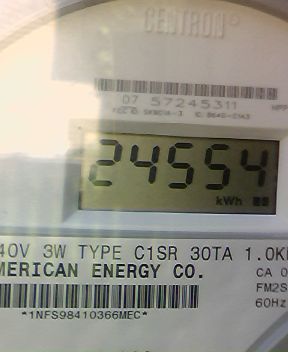 CENTRON®
07 57245311
24554
kWh
40V 3W TYPE C1SR 30TA 1.0K
MERICAN ENERGY CO.
CA 0
FM2S
60Hz
*1NFS98410366MEC*